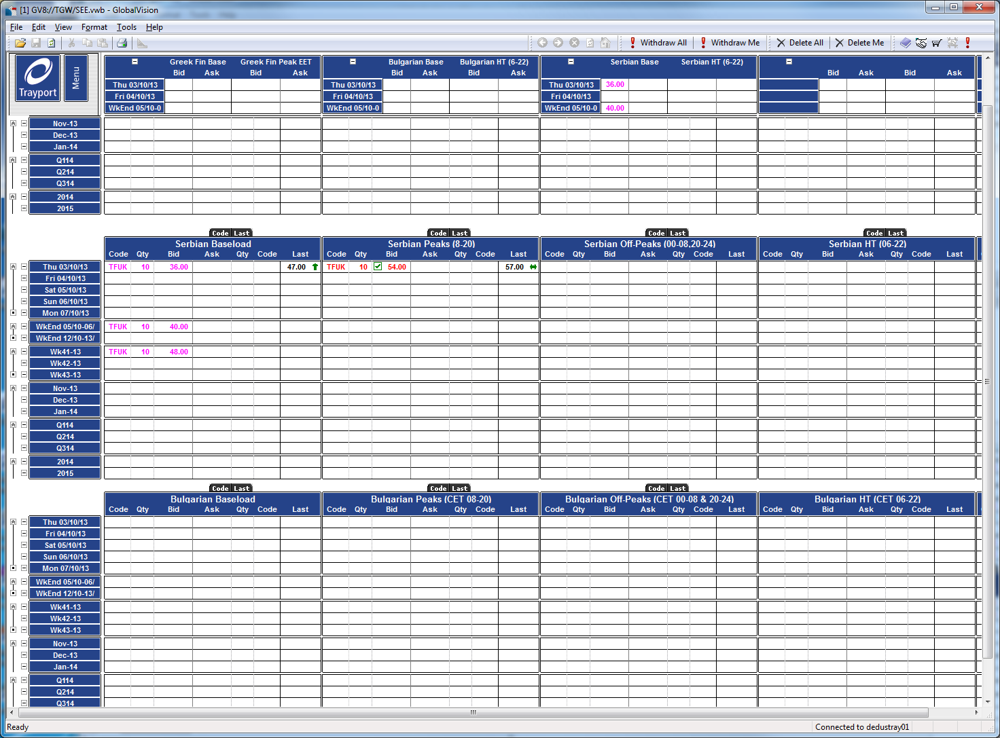 [1] GV8://TGW/SEE.vwb - GlobalVision
File Edit View Format Tools Help
Withdraw All Withdraw Me Delete All Delete Me
Trayport Menu
Greek Fin Base Greek Fin Peak EET Bulgarian Base Bulgarian HT (6-22) Serbian Base Serbian HT (6-22)
Bid Ask Bid Ask Bid Ask Bid Ask Bid Ask Bid Ask
Thu 03/10/13 Thu 03/10/13 Thu 03/10/13 36.00
Fri 04/10/13 Fri 04/10/13 Fri 04/10/13
WkEnd 05/10-0 WkEnd 05/10-0 WkEnd 05/10-0 40.00
Nov-13
Dec-13
Jan-14
Q114
Q214
Q314
2014
2015
Code Last Code Last Code Last Code Last
Serbian Baseload Serbian Peaks (8-20) Serbian Off-Peaks (00-08,20-24) Serbian HT (06-22)
Code Qty Bid Ask Qty Code Last Code Qty Bid Ask Qty Code Last Code Qty Bid Ask Qty Code Last Code Qty Bid Ask Qty Code Last
Thu 03/10/13 TFUK 10 36.00 47.00 TFUK 10 54.00 57.00
Fri 04/10/13
Sat 05/10/13
Sun 06/10/13
Mon 07/10/13
WkEnd 05/10-06/ TFUK 10 40.00
WkEnd 12/10-13/
Wk41-13 TFUK 10 48.00
Wk42-13
Wk43-13
Nov-13
Dec-13
Jan-14
Q114
Q214
Q314
2014
2015
Code Last Code Last Code Last
Bulgarian Baseload Bulgarian Peaks (CET 08-20) Bulgarian Off-Peaks (CET 00-08 & 20-24) Bulgarian HT (CET 06-22)
Code Qty Bid Ask Qty Code Last Code Qty Bid Ask Qty Code Last Code Qty Bid Ask Qty Code Last Code Qty Bid Ask Qty Code Last
Thu 03/10/13
Fri 04/10/13
Sat 05/10/13
Sun 06/10/13
Mon 07/10/13
WkEnd 05/10-06/
WkEnd 12/10-13/
Wk41-13
Wk42-13
Wk43-13
Nov-13
Dec-13
Jan-14
Q114
Q214
Q314
Ready Connected to dedustray01